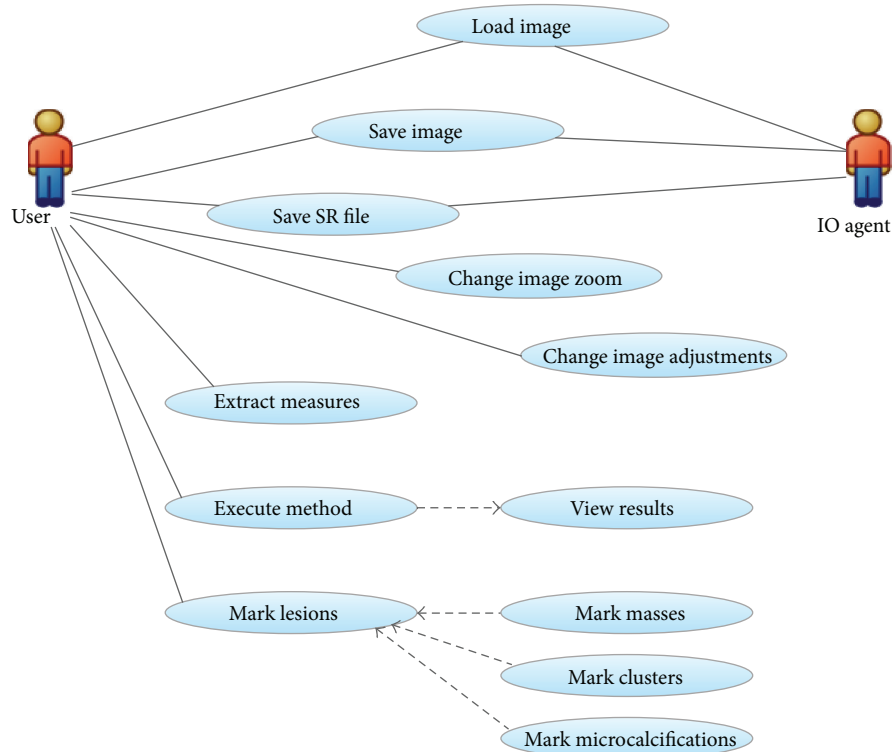 Load image
Save image
User
Save SR file
IO agent
Change image zoom
Change image adjustments
Extract measures
Execute method
View results
Mark lesions
Mark masses
Mark clusters
Mark microcalcifications